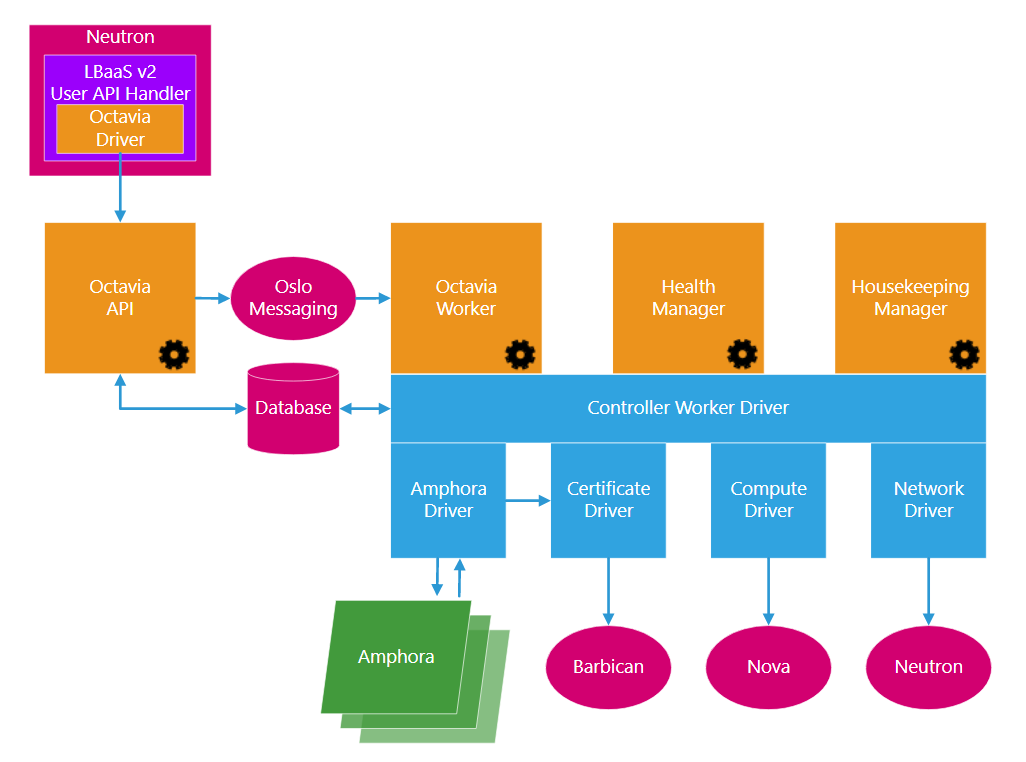 Neutron
LBaaS v2
User API Handler
Octavia
Driver
Octavia
API
Oslo
Messaging
Octavia
Worker
Health
Manager
Housekeeping
Manager
Database
Controller Worker Driver
Amphora
Driver
Certificate
Driver
Compute
Driver
Network
Driver
Amphora
Barbican
Nova
Neutron